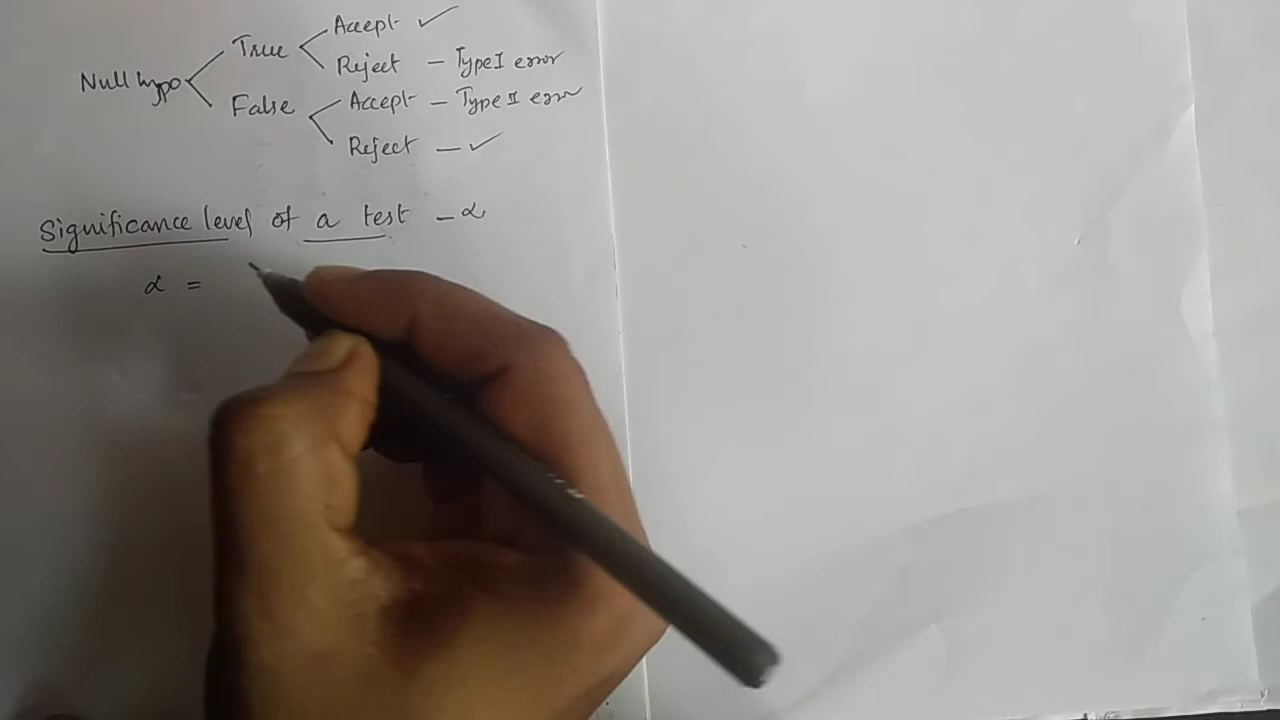 True Accept ✓
Null hypo Reject - Type I error
False Accept - Type II error
Reject - ✓
Significance level of a test - α
α =